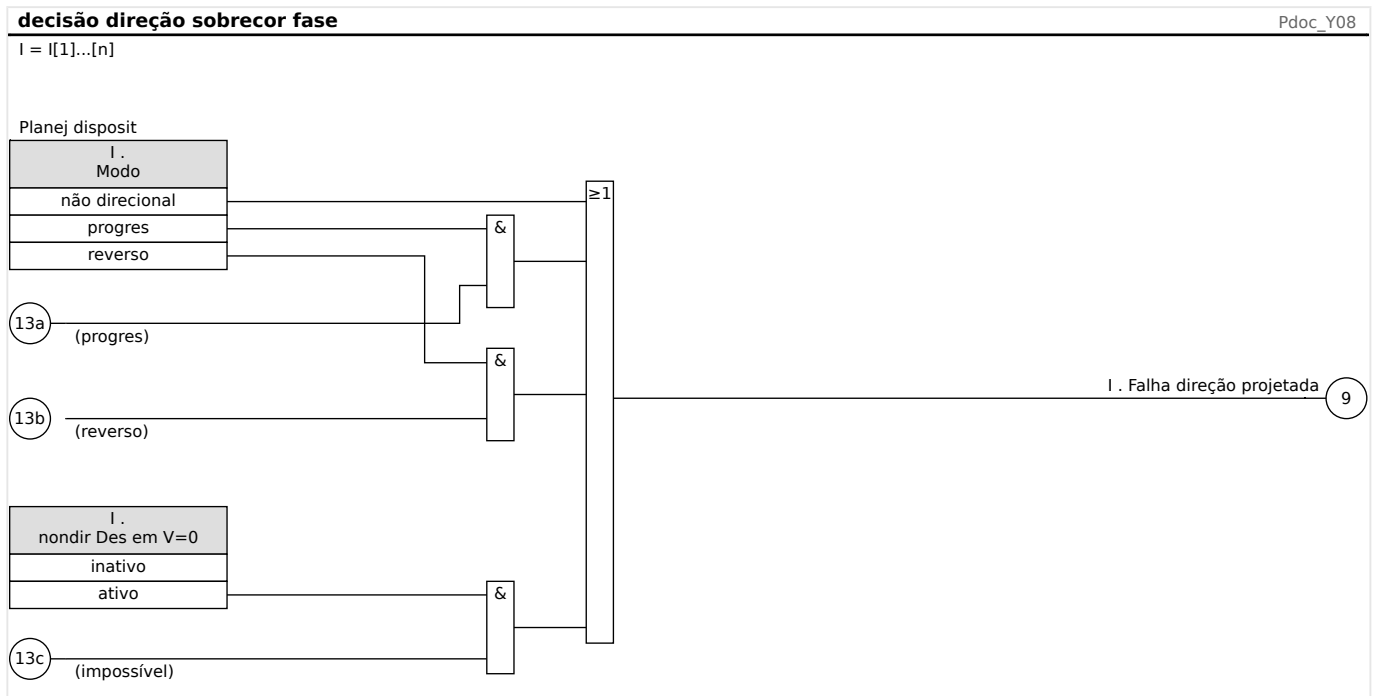 decisão direção sobrecor fase
Pdoc_Y08
I = I[1]...[n]
Planej disposit
I .
Modo
não direcional
progres
reverso
≥1
&
13a
(progres)
&
13b
(reverso)
I . Falha direção projetada
9
I .
nondir Des em V=0
inativo
ativo
&
13c
(impossível)